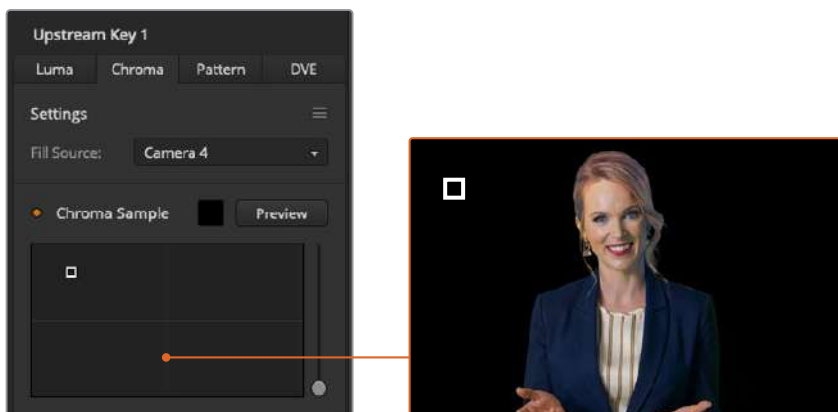 Upstream Key 1
Luma Chroma Pattern DVE
Settings
Fill Source: Camera 4
Chroma Sample Preview